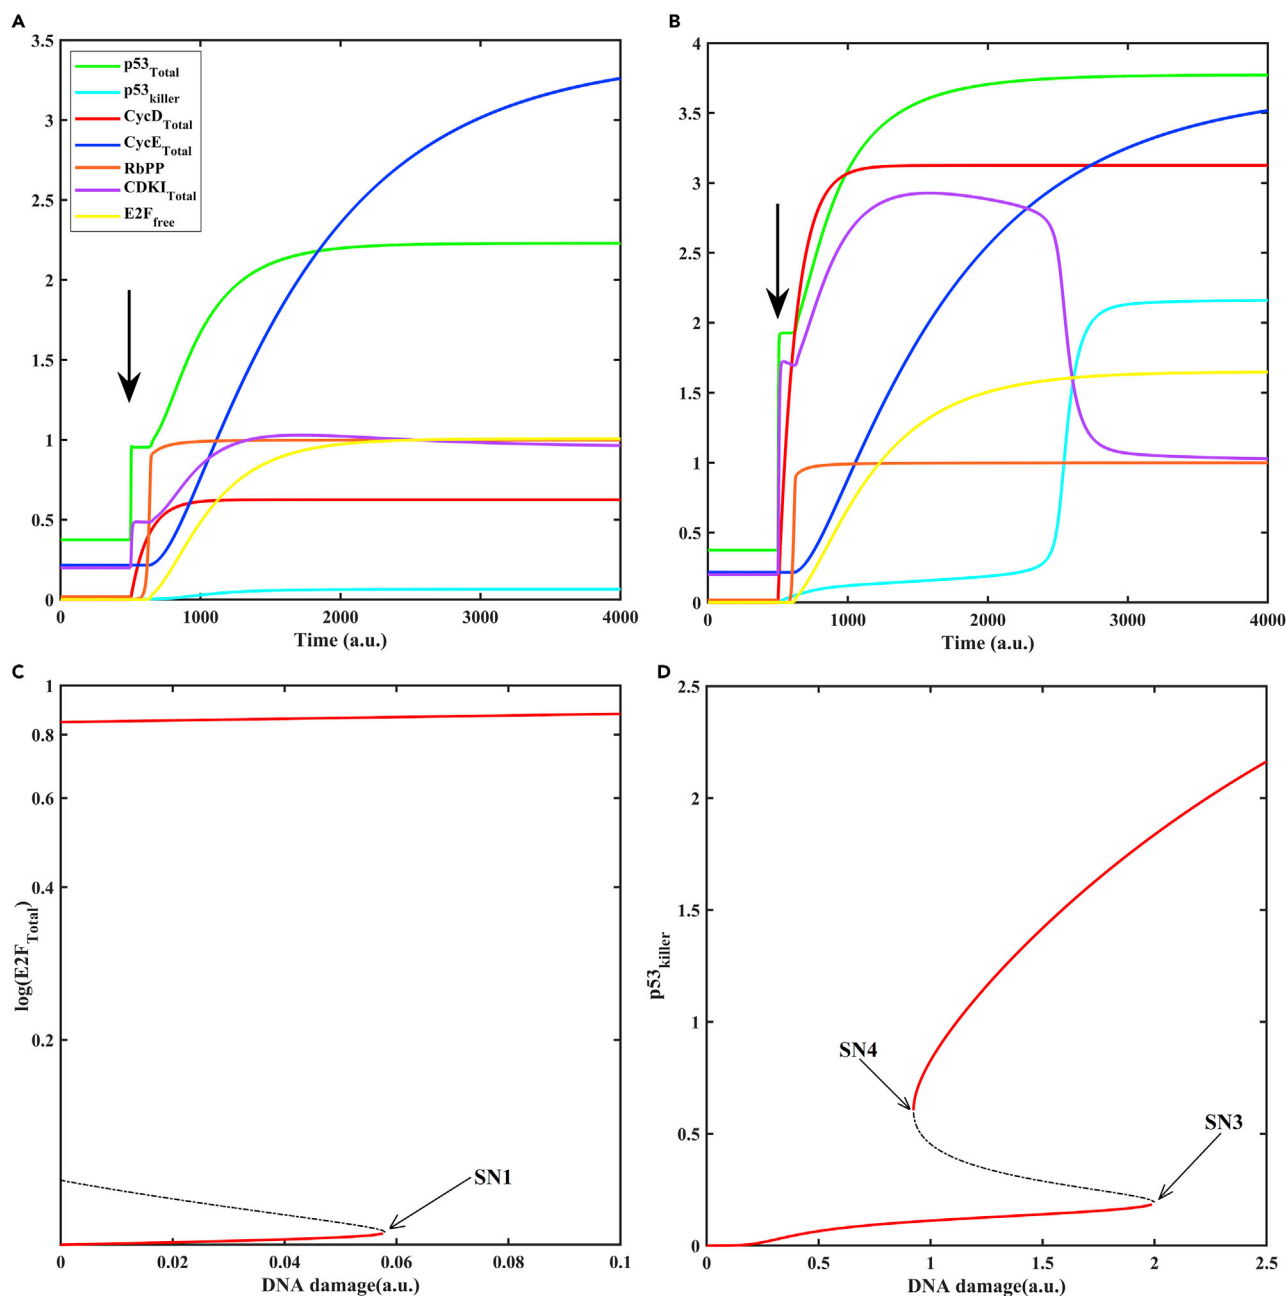 A
3.5
3
2.5
2
1.5
1
0.5
0
p53Total
p53killer
CycDTotal
CycETotal
RbPP
CDKITotal
E2Ffree
0 1000 2000 3000 4000
Time (a.u.)
B
4
3.5
3
2.5
2
1.5
1
0.5
0
0 1000 2000 3000 4000
Time (a.u.)
C
1
0.8
0.6
0.4
0.2
log(E2FTotal)
SN1
0 0.02 0.04 0.06 0.08 0.1
DNA damage(a.u.)
D
2.5
2
1.5
1
0.5
0
p53killer
SN4
SN3
0 0.5 1 1.5 2 2.5
DNA damage(a.u.)